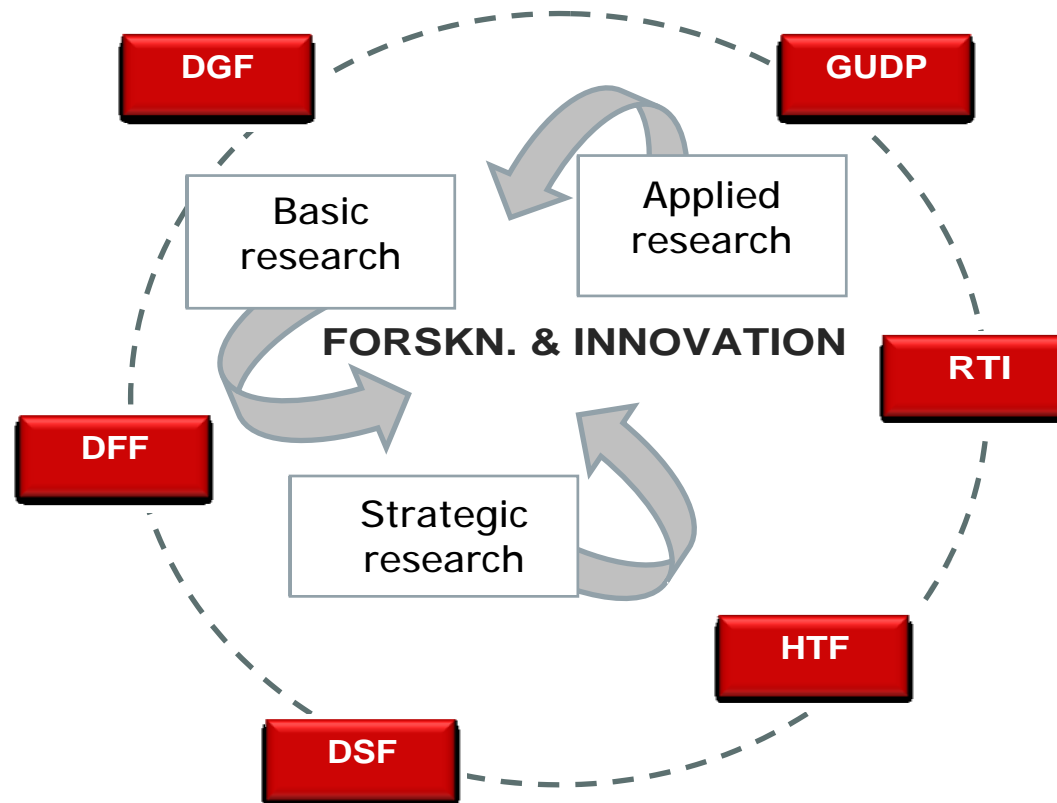 DGF
GUDP
Basic
research
Applied
research
FORSKN. & INNOVATION
RTI
DFF
Strategic
research
HTF
DSF